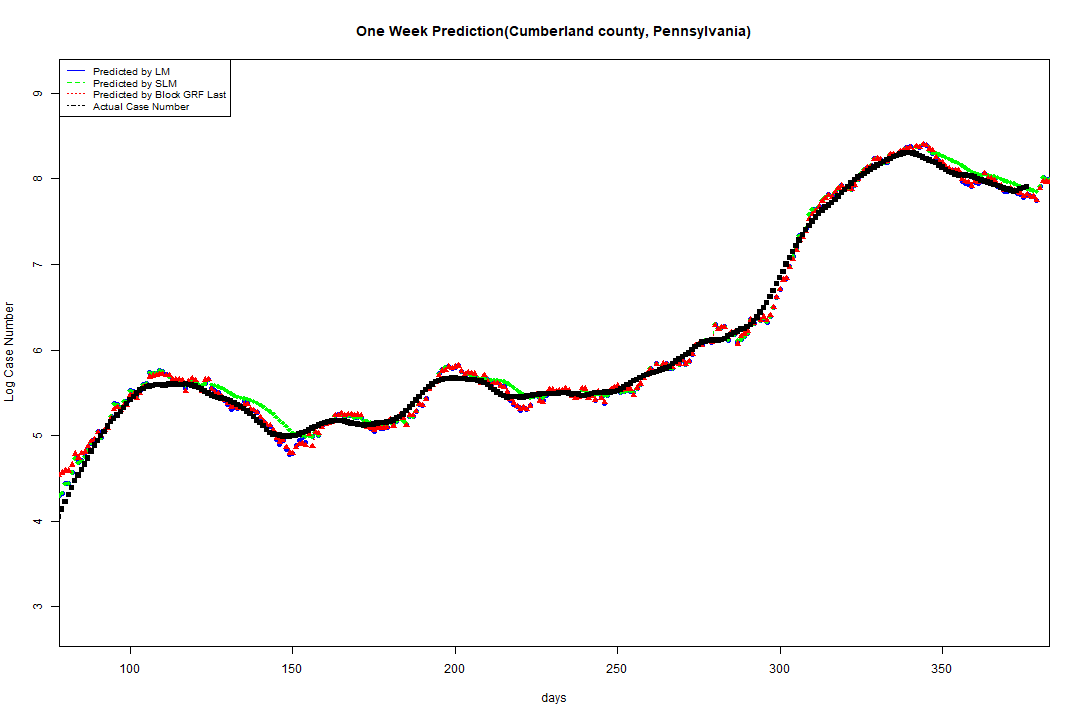 One Week Prediction(Cumberland county, Pennsylvania)
Predicted by LM
Predicted by SLM
Predicted by Block GRF Last
Actual Case Number
9
8
7
6
5
4
3
Log Case Number
100 150 200 250 300 350
days